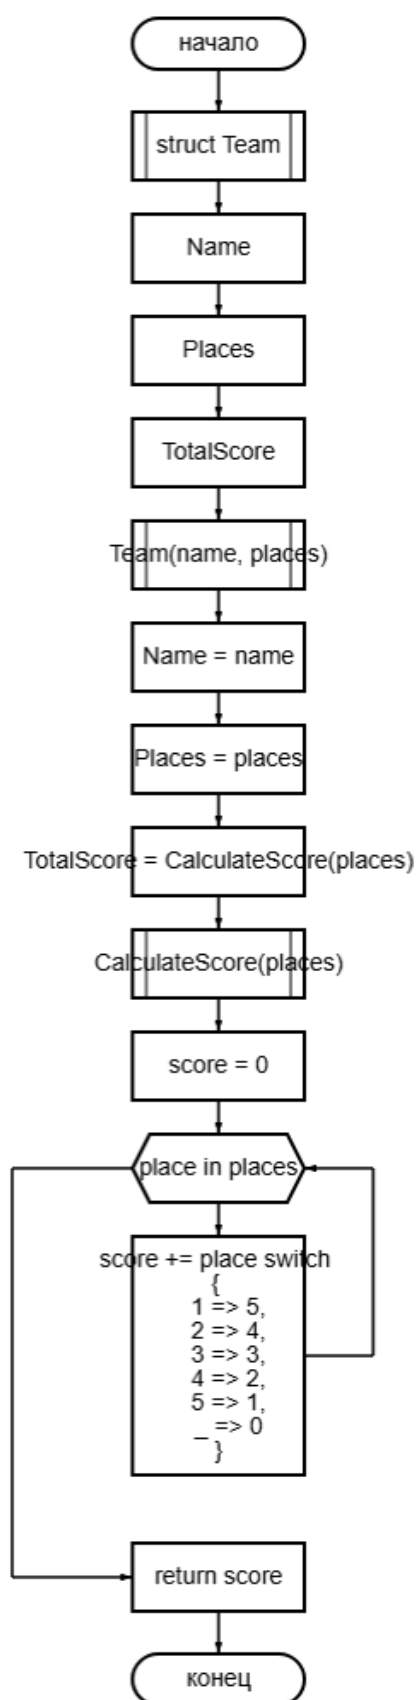 начало
struct Team
Name
Places
TotalScore
Team(name, places)
Name = name
Places = places
TotalScore = CalculateScore(places)
CalculateScore(places)
score = 0
place in places
score += place switch
{
1 => 5,
2 => 4,
3 => 3,
4 => 2,
5 => 1,
_ => 0
}
return score
конец